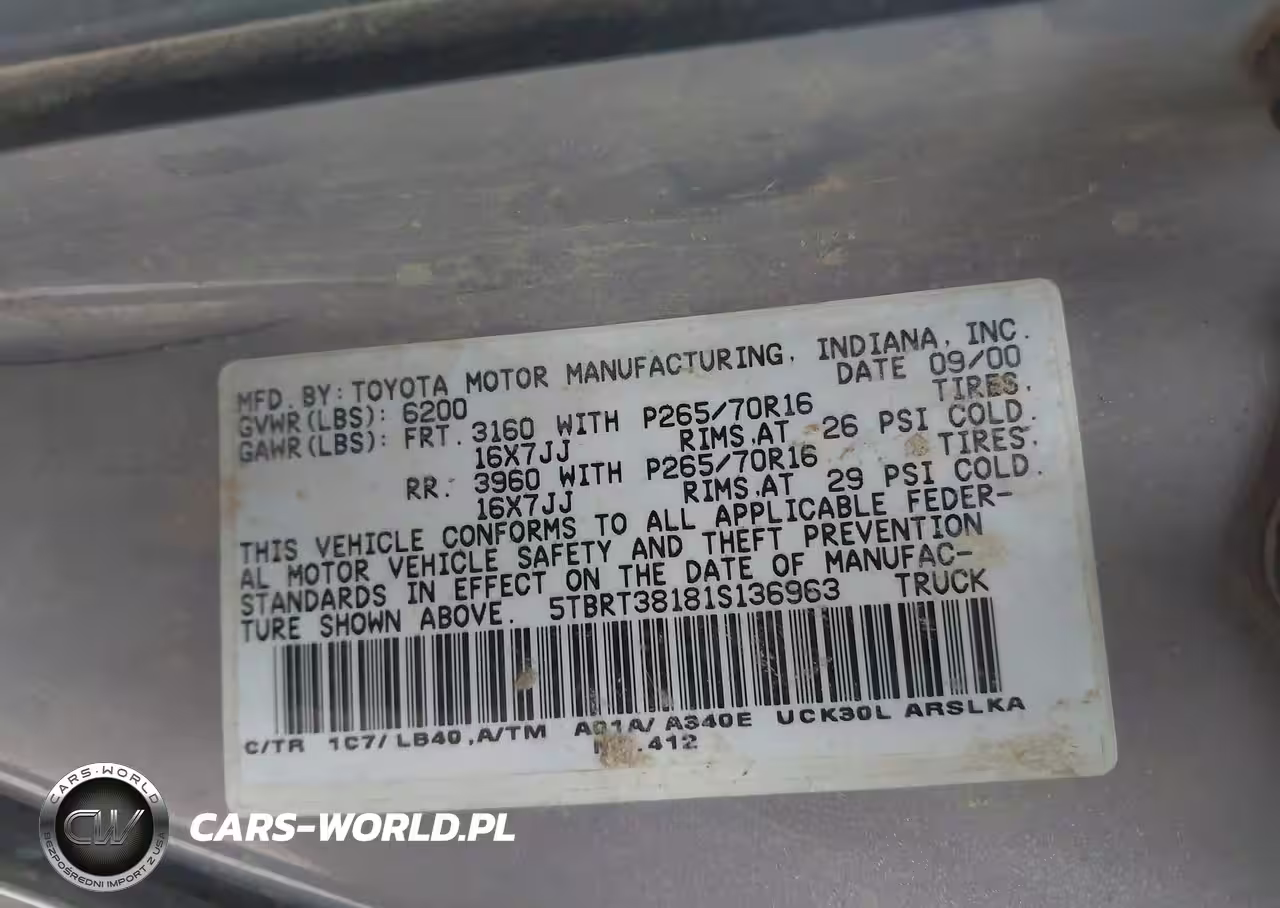 MFD. BY: TOYOTA MOTOR MANUFACTURING, INDIANA, INC.
GVWR(LBS): 6200 DATE 09/00
GAWR(LBS): FRT. 3160 WITH P265/70R16 TIRES.
16X7JJ RIMS.AT 26 PSI COLD.
RR. 3960 WITH P265/70R16 TIRES.
16X7JJ RIMS.AT 29 PSI COLD.
THIS VEHICLE CONFORMS TO ALL APPLICABLE FEDER-
AL MOTOR VEHICLE SAFETY AND THEFT PREVENTION
STANDARDS IN EFFECT ON THE DATE OF MANUFAC-
TURE SHOWN ABOVE. 5TBRT38181S136963 TRUCK
C/TR 1C7/LB40,A/TM A01A/A340E UCK30L ARSLKA
.412
CARS-WORLD
CW
BEZPOŚREDNI IMPORT Z USA
CARS-WORLD.PL